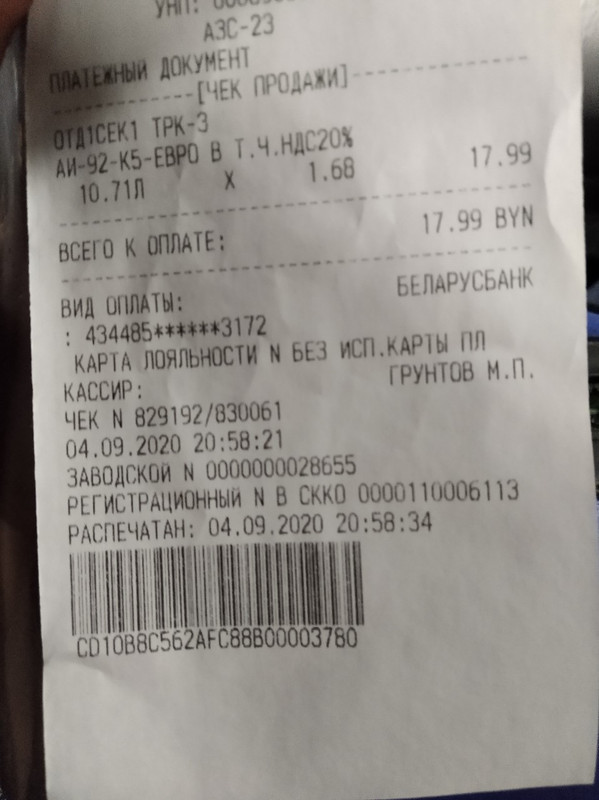 УНП:
АЗС-23
ПЛАТЕЖНЫЙ ДОКУМЕНТ
-----------[ЧЕК ПРОДАЖИ]------------------
ОТД1СЕК1 ТРК-3
АИ-92-К5-ЕВРО В Т.Ч.НДС20%
10.71Л X 1.68 17.99
ВСЕГО К ОПЛАТЕ: 17.99 BYN
ВИД ОПЛАТЫ: БЕЛАРУСБАНК
: 434485******3172
КАРТА ЛОЯЛЬНОСТИ N БЕЗ ИСП.КАРТЫ ПЛ
КАССИР: ГРУНТОВ М.П.
ЧЕК N 829192/830061
04.09.2020 20:58:21
ЗАВОДСКОЙ N 0000000028655
РЕГИСТРАЦИОННЫЙ N В СККО 0000110006113
РАСПЕЧАТАН: 04.09.2020 20:58:34
CD10B8C562AFC88B00003780